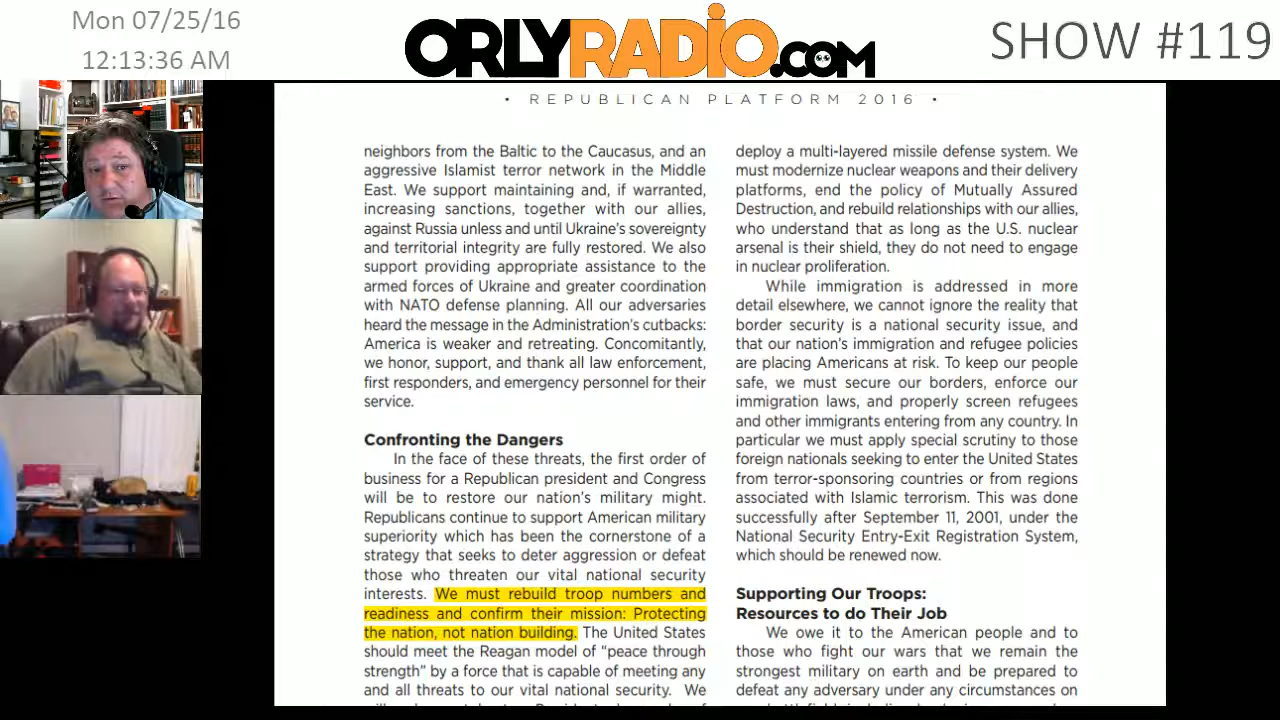 Mon 07/25/16
12:13:36 AM
ORLYRADIO.COM
SHOW #119
• REPUBLICAN PLATFORM 2016 •
neighbors from the Baltic to the Caucasus, and an
aggressive Islamist terror network in the Middle
East. We support maintaining and, if warranted,
increasing sanctions, together with our allies,
against Russia unless and until Ukraine's sovereignty
and territorial integrity are fully restored. We also
support providing appropriate assistance to the
armed forces of Ukraine and greater coordination
with NATO defense planning. All our adversaries
heard the message in the Administration's cutbacks:
America is weaker and retreating. Concomitantly,
we honor, support, and thank all law enforcement,
first responders, and emergency personnel for their
service.
Confronting the Dangers
In the face of these threats, the first order of
business for a Republican president and Congress
will be to restore our nation's military might.
Republicans continue to support American military
superiority which has been the cornerstone of a
strategy that seeks to deter aggression or defeat
those who threaten our vital national security
interests. We must rebuild troop numbers and
readiness and confirm their mission: Protecting
the nation, not nation building. The United States
should meet the Reagan model of "peace through
strength" by a force that is capable of meeting any
and all threats to our vital national security. We
deploy a multi-layered missile defense system. We
must modernize nuclear weapons and their delivery
platforms, end the policy of Mutually Assured
Destruction, and rebuild relationships with our allies,
who understand that as long as the U.S. nuclear
arsenal is their shield, they do not need to engage
in nuclear proliferation.
While immigration is addressed in more
detail elsewhere, we cannot ignore the reality that
border security is a national security issue, and
that our nation's immigration and refugee policies
are placing Americans at risk. To keep our people
safe, we must secure our borders, enforce our
immigration laws, and properly screen refugees
and other immigrants entering from any country. In
particular we must apply special scrutiny to those
foreign nationals seeking to enter the United States
from terror-sponsoring countries or from regions
associated with Islamic terrorism. This was done
successfully after September 11, 2001, under the
National Security Entry-Exit Registration System,
which should be renewed now.
Supporting Our Troops:
Resources to do Their Job
We owe it to the American people and to
those who fight our wars that we remain the
strongest military on earth and be prepared to
defeat any adversary under any circumstances on